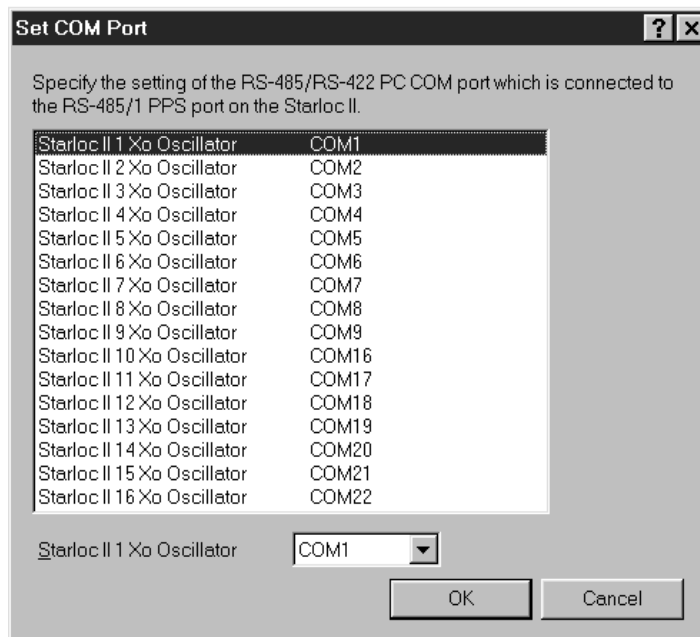 Set COM Port
Specify the setting of the RS-485/RS-422 PC COM port which is connected to
the RS-485/1 PPS port on the Starloc II.
Starloc II 1 Xo Oscillator COM1
Starloc II 2 Xo Oscillator COM2
Starloc II 3 Xo Oscillator COM3
Starloc II 4 Xo Oscillator COM4
Starloc II 5 Xo Oscillator COM5
Starloc II 6 Xo Oscillator COM6
Starloc II 7 Xo Oscillator COM7
Starloc II 8 Xo Oscillator COM8
Starloc II 9 Xo Oscillator COM9
Starloc II 10 Xo Oscillator COM16
Starloc II 11 Xo Oscillator COM17
Starloc II 12 Xo Oscillator COM18
Starloc II 13 Xo Oscillator COM19
Starloc II 14 Xo Oscillator COM20
Starloc II 15 Xo Oscillator COM21
Starloc II 16 Xo Oscillator COM22
Starloc II 1 Xo Oscillator COM1
OK Cancel